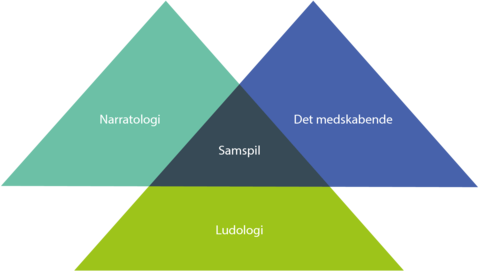 Narratologi
Det medskabende
Samspil
Ludologi